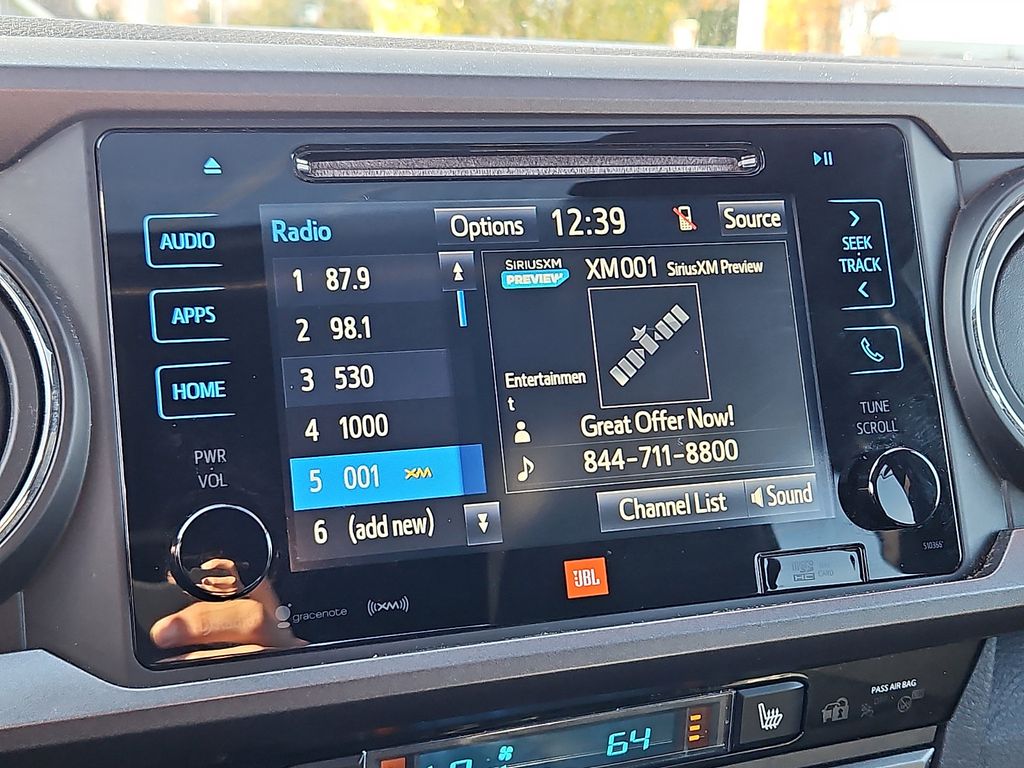 AUDIO
APPS
HOME
PWR
VOL
Radio
Options
12:39
Source
1 87.9
2 98.1
3 530
4 1000
5 001 XM
6 (add new)
SIRIUSXM
PREVIEW
XM001 SiriusXM Preview
Entertainmen
t
Great Offer Now!
844-711-8800
Channel List
Sound
SEEK
TRACK
TUNE
SCROLL
gracenote
((XM))
JBL
HC CARD
PASS AIR BAG
64